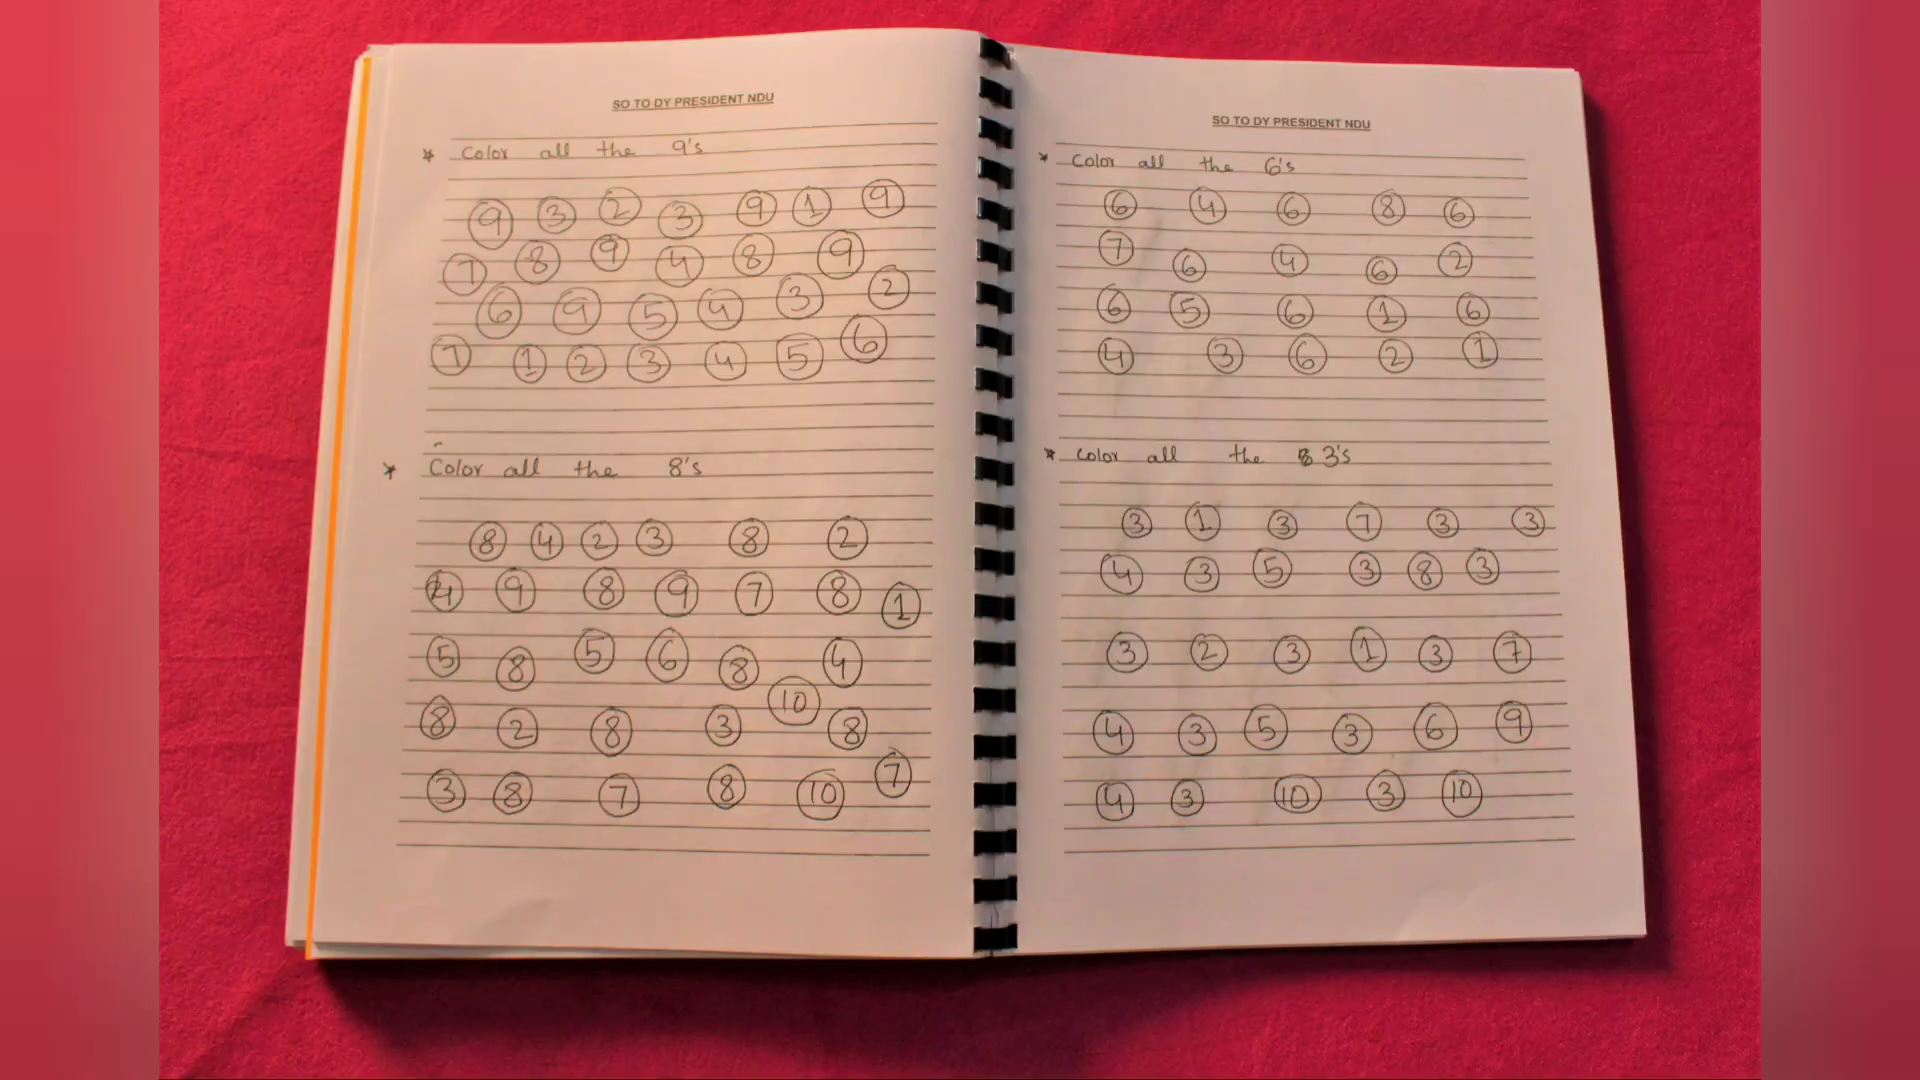 SO TO DY PRESIDENT NDU
* Color all the 9's
9 3 2 3 9 1 9
7 8 9 4 8 9
6 9 5 4 3 2
7 1 2 3 4 5 6
* Color all the 8's
8 4 2 3 8 2
4 9 8 9 7 8 1
5 8 5 6 8 4
8 2 8 3 10 8
3 8 7 8 10 7
SO TO DY PRESIDENT NDU
* Color all the 6's
6 4 6 8 6
7 6 4 6 2
6 5 6 1 6
4 3 6 2 1
* Color all the 3's
3 1 3 7 3 3
4 3 5 3 8 3
3 2 3 1 3 7
4 3 5 3 6 9
4 3 10 3 10